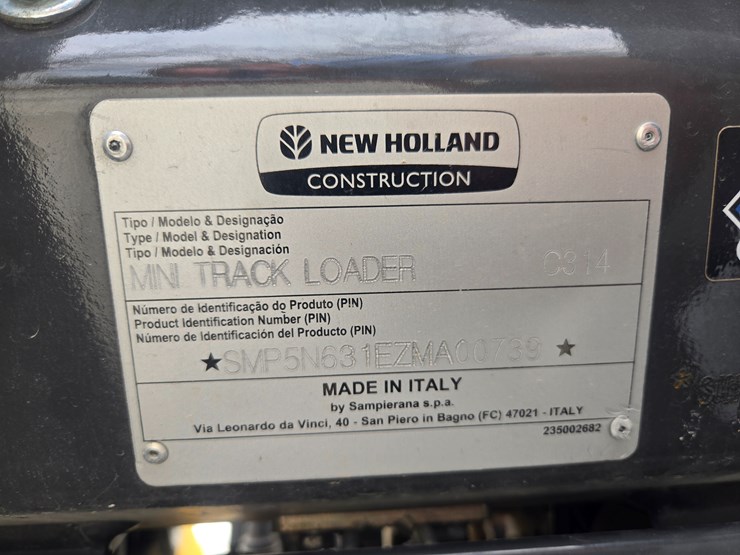 NEW HOLLAND
CONSTRUCTION
Tipo / Modelo & Designação
Type / Model & Designation
Tipo / Modelo & Designación
MINI TRACK LOADER C314
Número de Identificação do Produto (PIN)
Product Identification Number (PIN)
Número de Identificación del Producto (PIN)
★SMP5N631EZMA00739 ★
MADE IN ITALY
by Sampierana s.p.a.
Via Leonardo da Vinci, 40 - San Piero in Bagno (FC) 47021 - ITALY
235002682